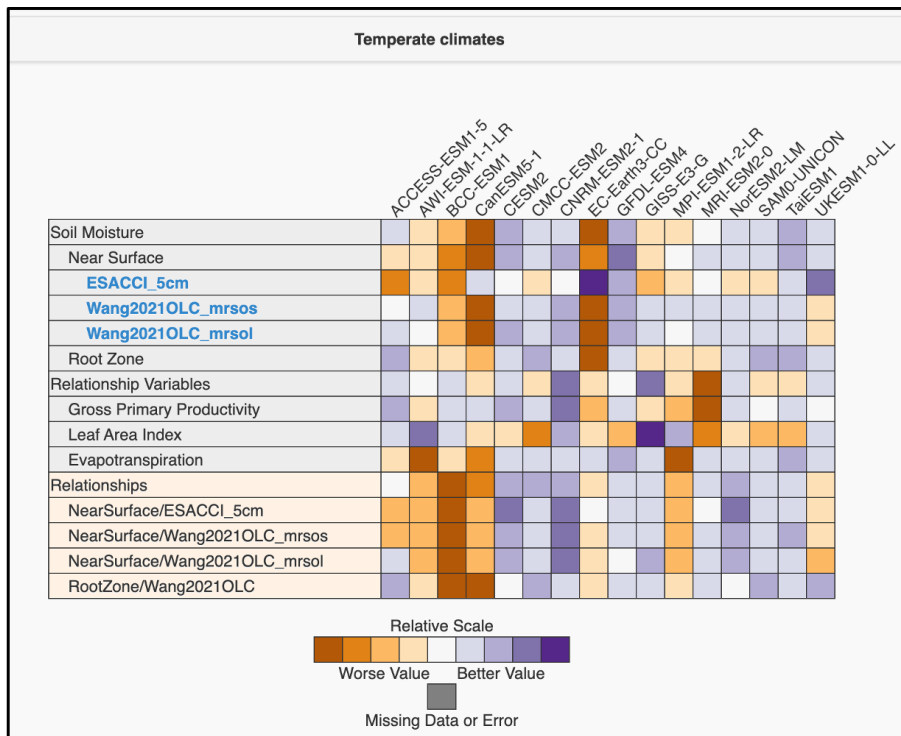 Temperate climates
ACCESS-ESM1-5
AWI-ESM-1-1-LR
BCC-ESM1
CanESM5-1
CESM2
CMCC-ESM2
CNRM-ESM2-1
EC-Earth3-CC
GFDL-ESM4
GISS-E3-G
MPI-ESM1-2-LR
MRI-ESM2-0
NorESM2-LM
SAM0-UNICON
TaiESM1
UKESM1-0-LL
Soil Moisture
Near Surface
ESACCI_5cm
Wang2021OLC_mrsos
Wang2021OLC_mrsol
Root Zone
Relationship Variables
Gross Primary Productivity
Leaf Area Index
Evapotranspiration
Relationships
NearSurface/ESACCI_5cm
NearSurface/Wang2021OLC_mrsos
NearSurface/Wang2021OLC_mrsol
RootZone/Wang2021OLC
Relative Scale
Worse Value Better Value
Missing Data or Error